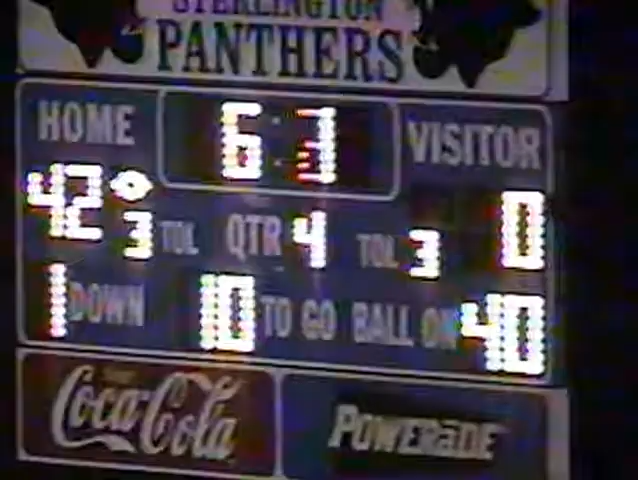 STERLINGTON
PANTHERS
HOME 6:3 VISITOR
42 3 TOL QTR 4 TOL 3 0
1 DOWN 10 TO GO BALL ON 40
Coca-Cola POWERaDE